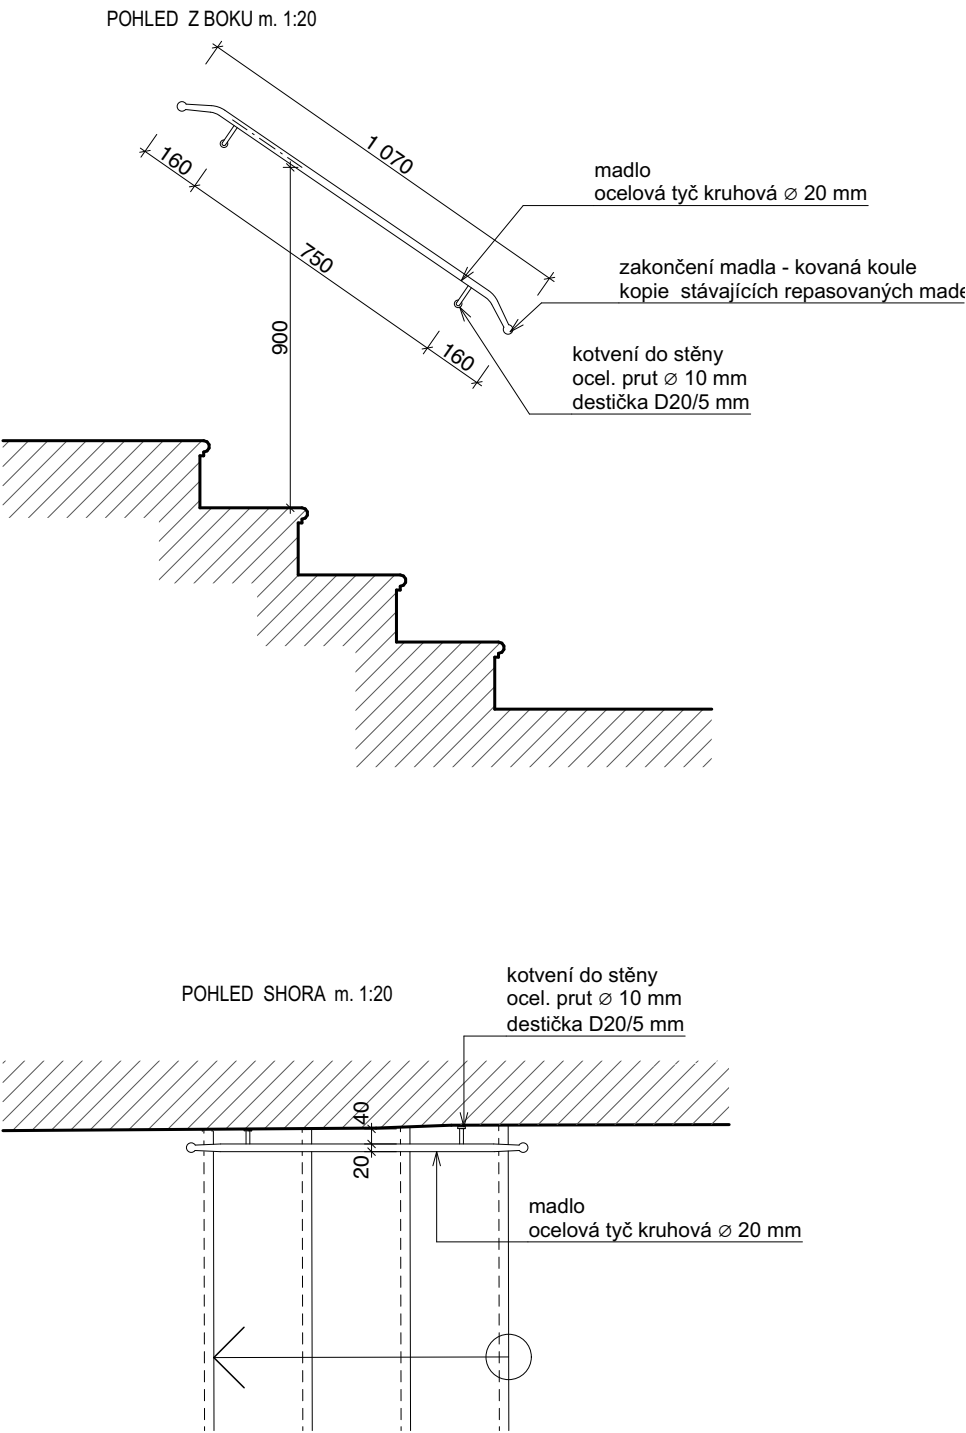 POHLED Z BOKU m. 1:20
1 070
160
750
160
900
madlo
ocelová tyč kruhová ⌀ 20 mm
zakončení madla - kovaná koule
kopie stávajících repasovaných made
kotvení do stěny
ocel. prut ⌀ 10 mm
destička D20/5 mm
POHLED SHORA m. 1:20
kotvení do stěny
ocel. prut ⌀ 10 mm
destička D20/5 mm
40
20
madlo
ocelová tyč kruhová ⌀ 20 mm